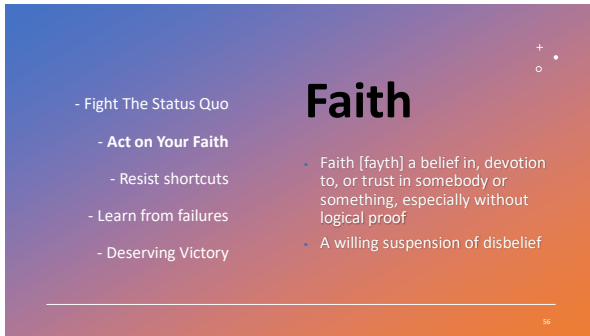 - Fight The Status Quo
- Act on Your Faith
- Resist shortcuts
- Learn from failures
- Deserving Victory
Faith
• Faith [fayth] a belief in, devotion
to, or trust in somebody or
something, especially without
logical proof
• A willing suspension of disbelief
56